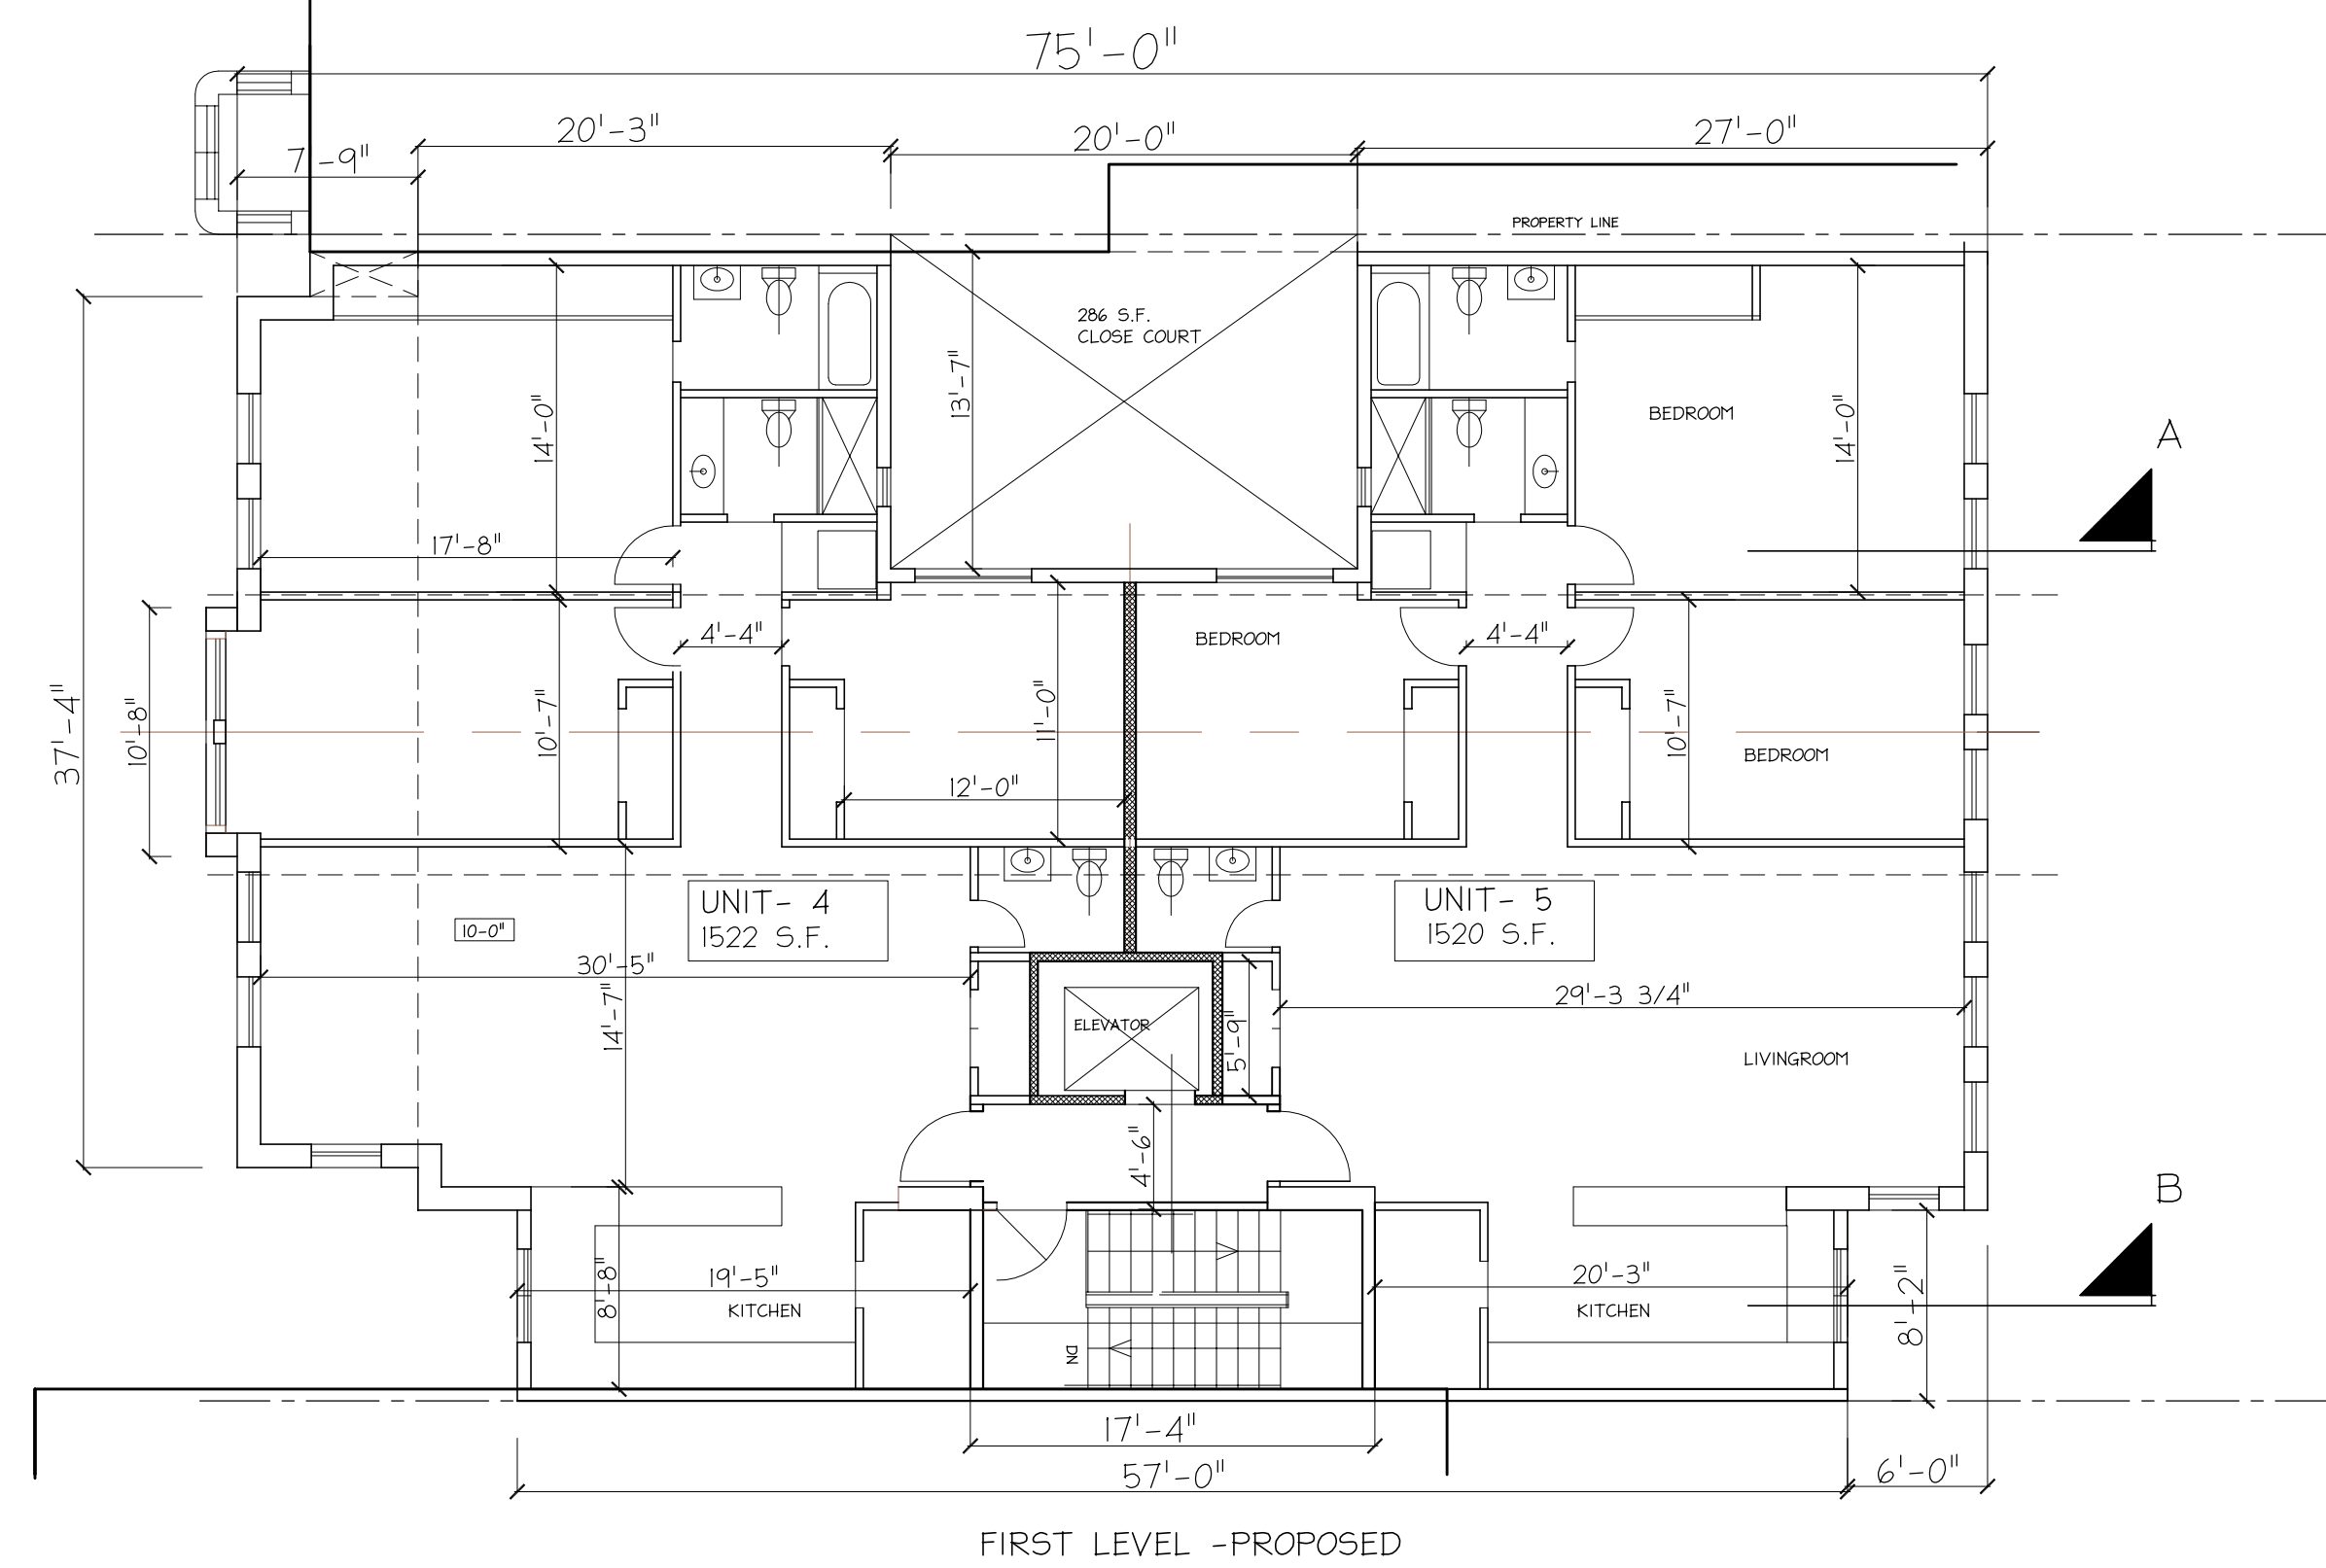 75'-0"
20'-3"
20'-0"
27'-0"
7'-9"
PROPERTY LINE
286 S.F.
CLOSE COURT
13'-7"
14'-0"
BEDROOM
14'-0"
A
17'-8"
4'-4"
BEDROOM
4'-4"
37'-4"
10'-8"
10'-7"
11'-0"
10'-7"
BEDROOM
12'-0"
UNIT- 4
1522 S.F.
UNIT- 5
1520 S.F.
10-0"
30'-5"
14'-7"
29'-3 3/4"
ELEVATOR
5'-9"
LIVINGROOM
4'-6"
B
19'-5"
8'-8"
KITCHEN
20'-3"
KITCHEN
8'-2"
DN
17'-4"
57'-0"
6'-0"
FIRST LEVEL -PROPOSED